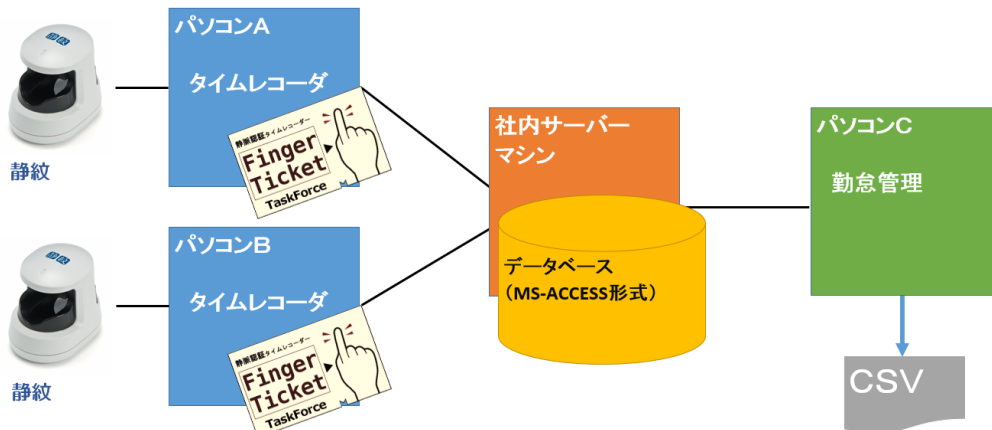 パソコンA
タイムレコーダ
静脈認証タイムレコーダー
Finger
Ticket
TaskForce
静紋
社内サーバー
マシン
データベース
（MS-ACCESS形式）
パソコンC
勤怠管理
パソコンB
タイムレコーダ
静脈認証タイムレコーダー
Finger
Ticket
TaskForce
静紋
CSV